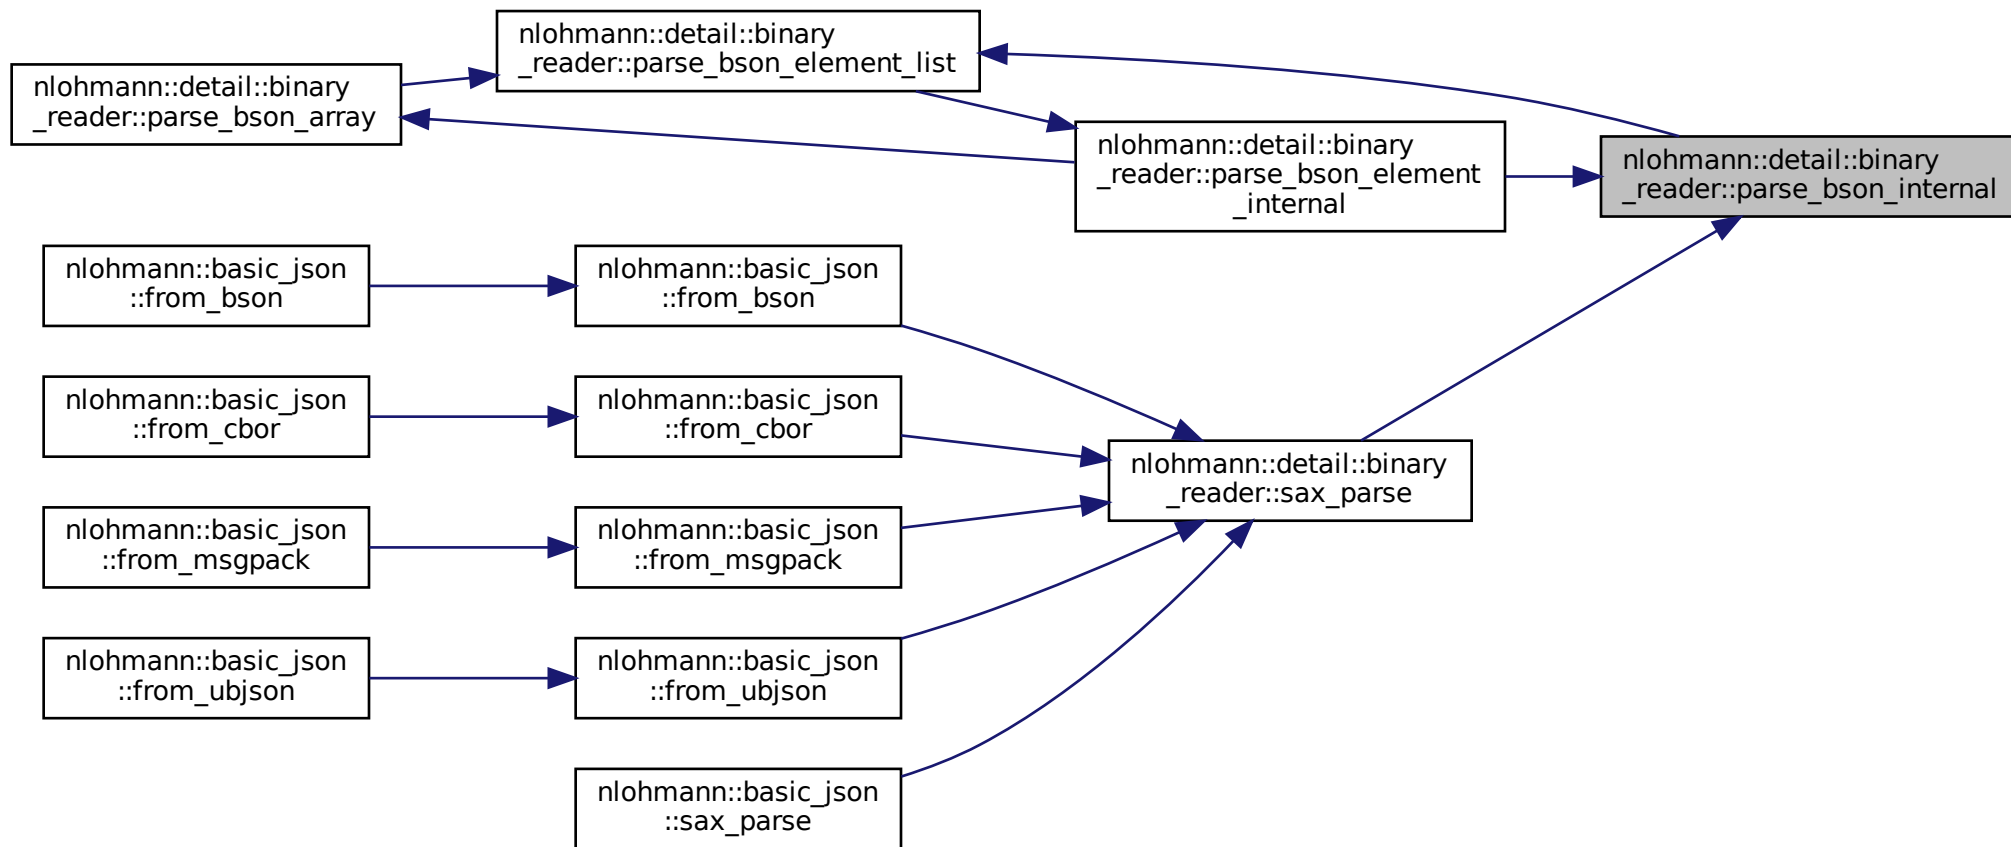 nlohmann::detail::binary
_reader::parse_bson_element_list
nlohmann::detail::binary
_reader::parse_bson_array
nlohmann::detail::binary
_reader::parse_bson_element
_internal
nlohmann::detail::binary
_reader::parse_bson_internal
nlohmann::basic_json
::from_bson
nlohmann::basic_json
::from_bson
nlohmann::basic_json
::from_cbor
nlohmann::basic_json
::from_cbor
nlohmann::detail::binary
_reader::sax_parse
nlohmann::basic_json
::from_msgpack
nlohmann::basic_json
::from_msgpack
nlohmann::basic_json
::from_ubjson
nlohmann::basic_json
::from_ubjson
nlohmann::basic_json
::sax_parse